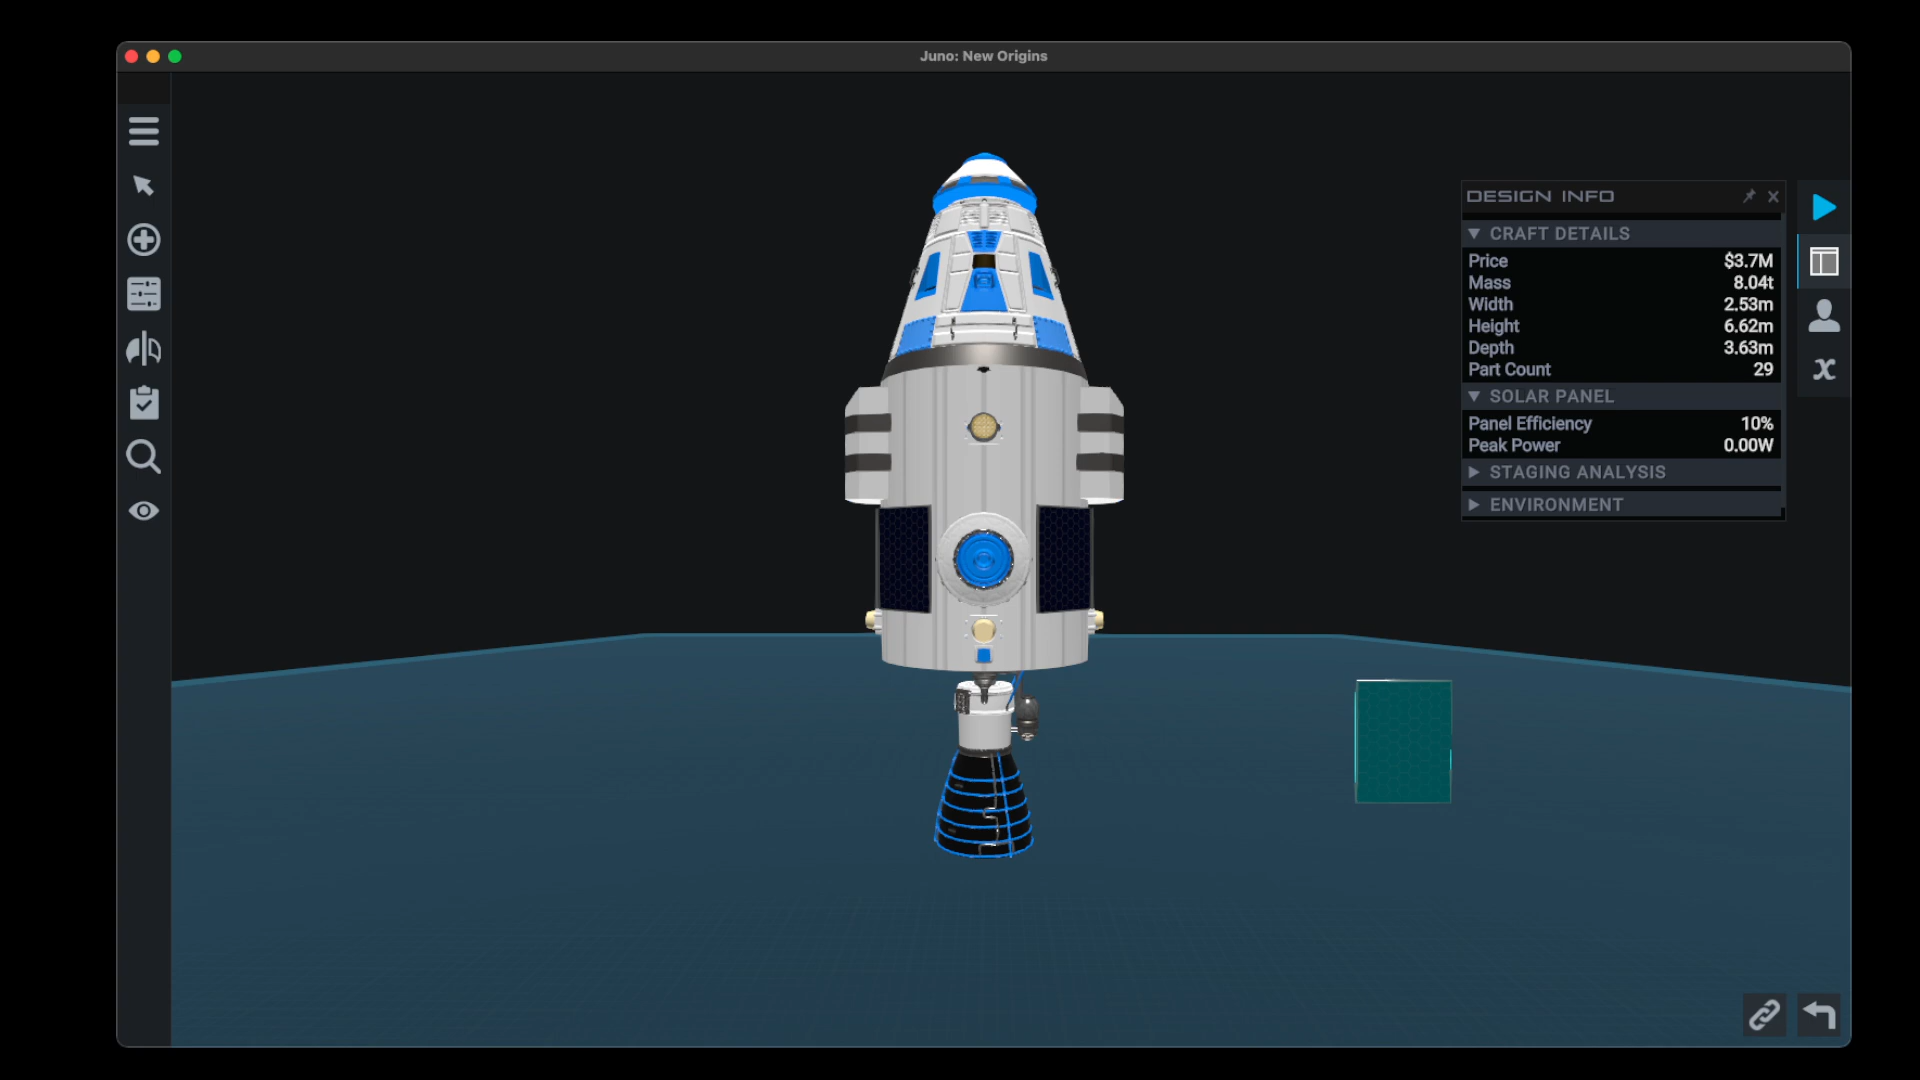 Juno: New Origins
DESIGN INFO
CRAFT DETAILS
Price $3.7M
Mass 8.04t
Width 2.53m
Height 6.62m
Depth 3.63m
Part Count 29
SOLAR PANEL
Panel Efficiency 10%
Peak Power 0.00W
STAGING ANALYSIS
ENVIRONMENT